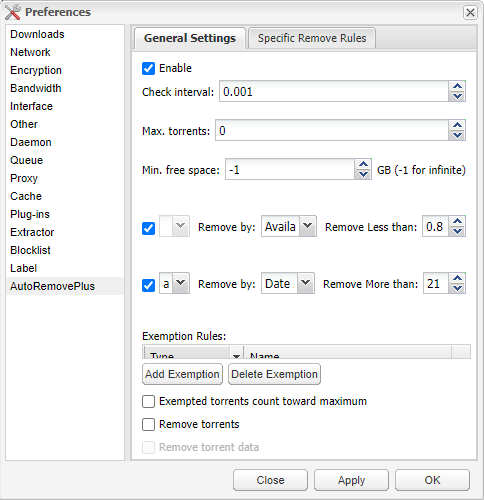 Preferences
Downloads
Network
Encryption
Bandwidth
Interface
Other
Daemon
Queue
Proxy
Cache
Plug-ins
Extractor
Blocklist
Label
AutoRemovePlus
General Settings Specific Remove Rules
Enable
Check interval: 0.001
Max. torrents: 0
Min. free space: -1 GB (-1 for infinite)
Remove by: Availa Remove Less than: 0.8
a Remove by: Date Remove More than: 21
Exemption Rules:
Type Name
Add Exemption Delete Exemption
Exempted torrents count toward maximum
Remove torrents
Remove torrent data
Close Apply OK